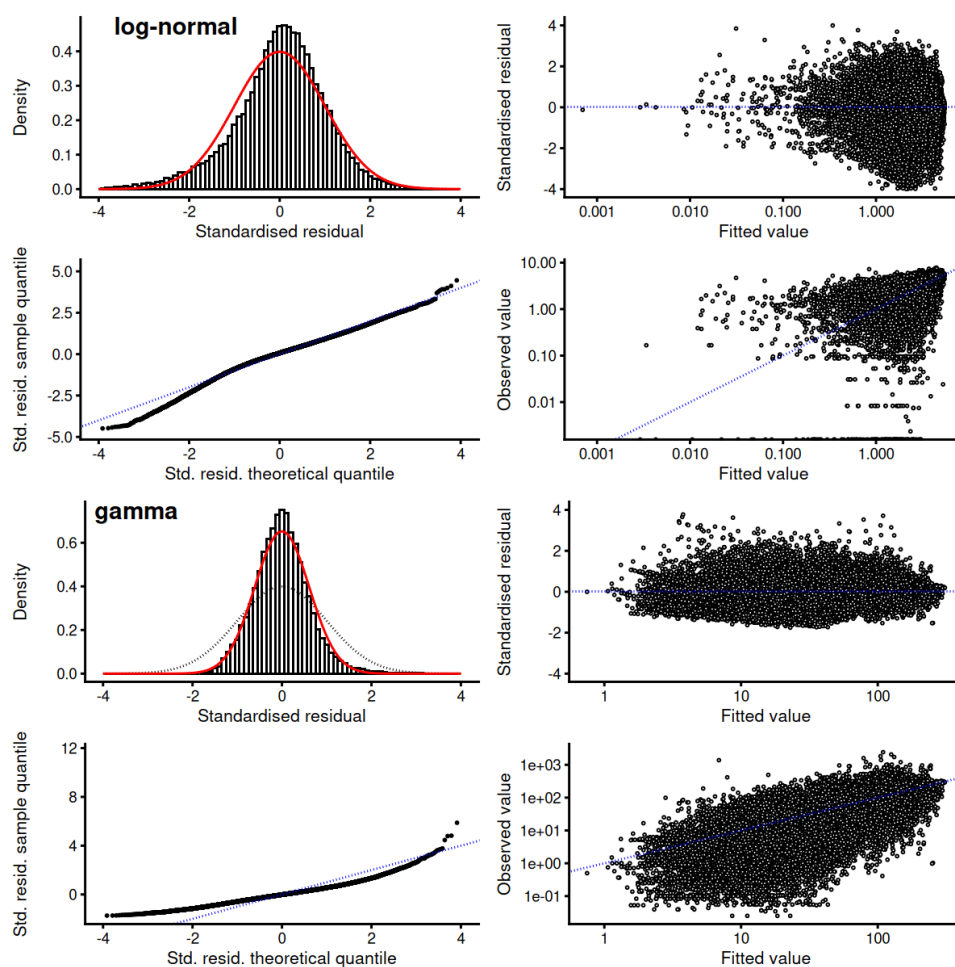 log-normal
Density
0.4
0.3
0.2
0.1
0.0
-4 -2 0 2 4
Standardised residual
Standardised residual
4
2
0
-2
-4
0.001 0.010 0.100 1.000
Fitted value
Std. resid. sample quantile
5.0
2.5
0.0
-2.5
-5.0
-4 -2 0 2 4
Std. resid. theoretical quantile
Observed value
10.00
1.00
0.10
0.01
0.001 0.010 0.100 1.000
Fitted value
gamma
Density
0.6
0.4
0.2
0.0
-4 -2 0 2 4
Standardised residual
Standardised residual
4
2
0
-2
-4
1 10 100
Fitted value
Std. resid. sample quantile
12
8
4
0
-4 -2 0 2 4
Std. resid. theoretical quantile
Observed value
1e+03
1e+02
1e+01
1e+00
1e-01
1 10 100
Fitted value